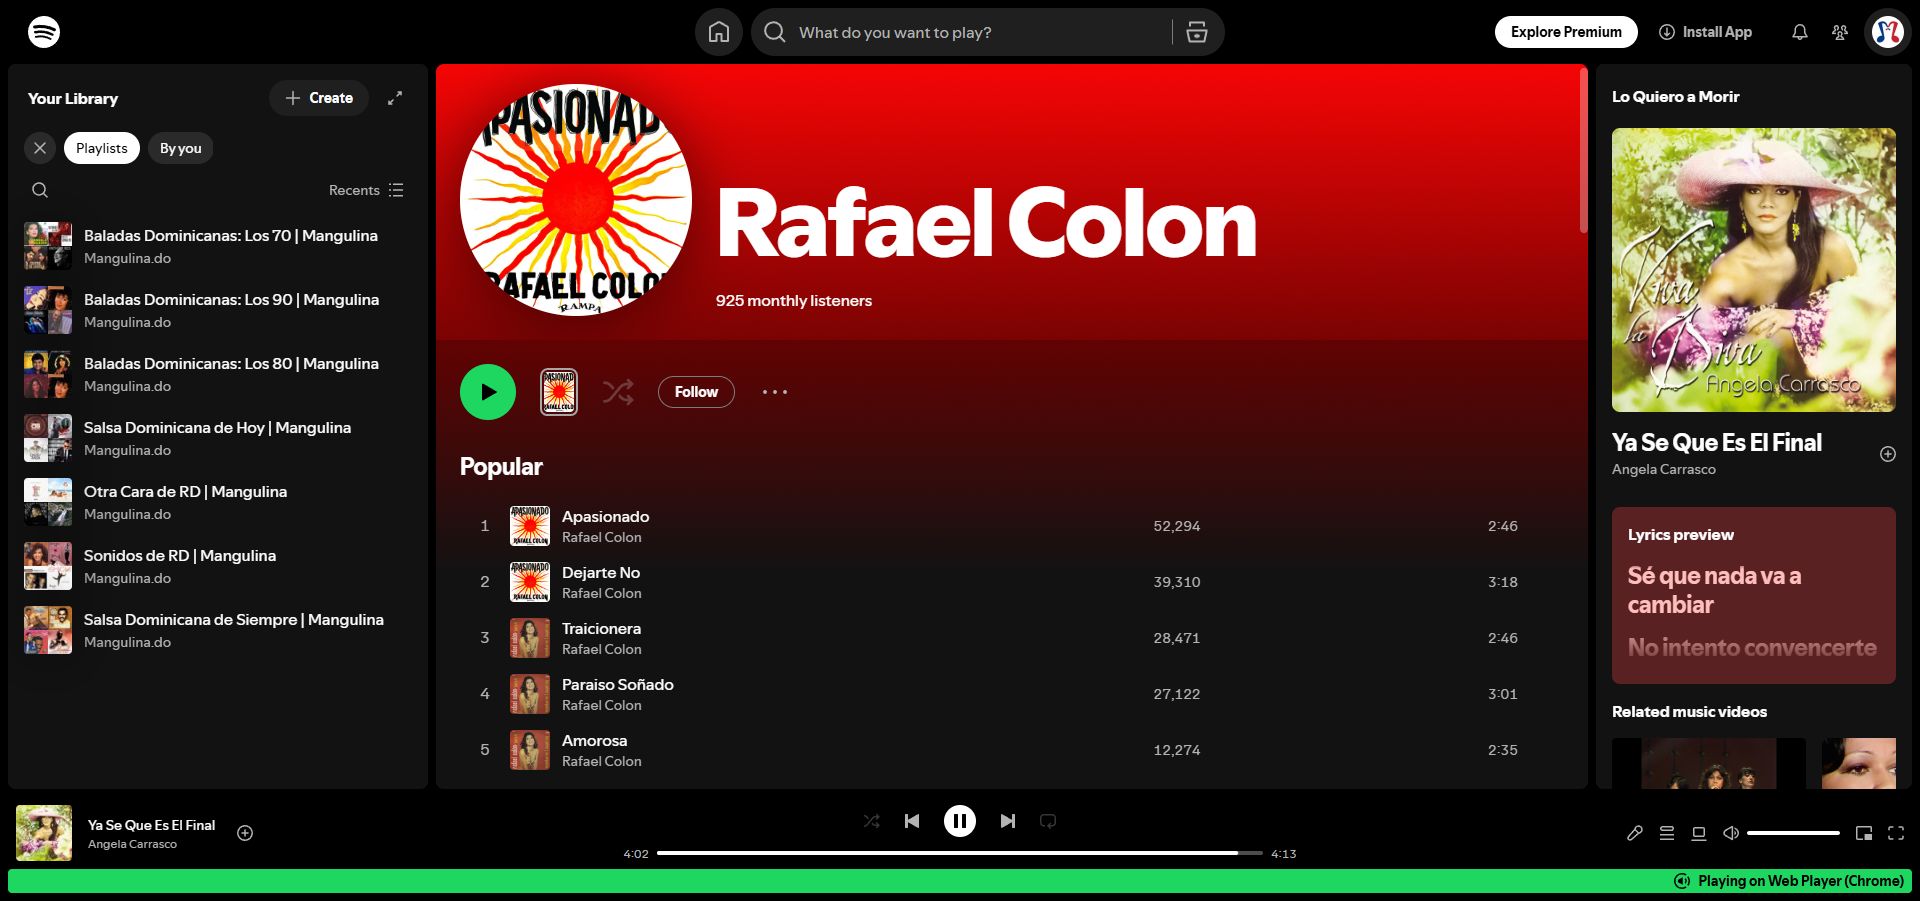 What do you want to play?
Explore Premium
Install App
Your Library
Create
Playlists
By you
Recents
Baladas Dominicanas: Los 70 | Mangulina
Mangulina.do
Baladas Dominicanas: Los 90 | Mangulina
Mangulina.do
Baladas Dominicanas: Los 80 | Mangulina
Mangulina.do
Salsa Dominicana de Hoy | Mangulina
Mangulina.do
Otra Cara de RD | Mangulina
Mangulina.do
Sonidos de RD | Mangulina
Mangulina.do
Salsa Dominicana de Siempre | Mangulina
Mangulina.do
APASIONADO
RAFAEL COLON
RAMPA
Rafael Colon
925 monthly listeners
APASIONADO
RAFAEL COLON
Follow
Popular
1
Apasionado
Rafael Colon
52,294
2:46
2
Dejarte No
Rafael Colon
39,310
3:18
3
Traicionera
Rafael Colon
28,471
2:46
4
Paraiso Soñado
Rafael Colon
27,122
3:01
5
Amorosa
Rafael Colon
12,274
2:35
Lo Quiero a Morir
Viva
la Diva
Angela Carrasco
Ya Se Que Es El Final
Angela Carrasco
Lyrics preview
Sé que nada va a
cambiar
No intento convencerte
Related music videos
Ya Se Que Es El Final
Angela Carrasco
4:02
4:13
Playing on Web Player (Chrome)